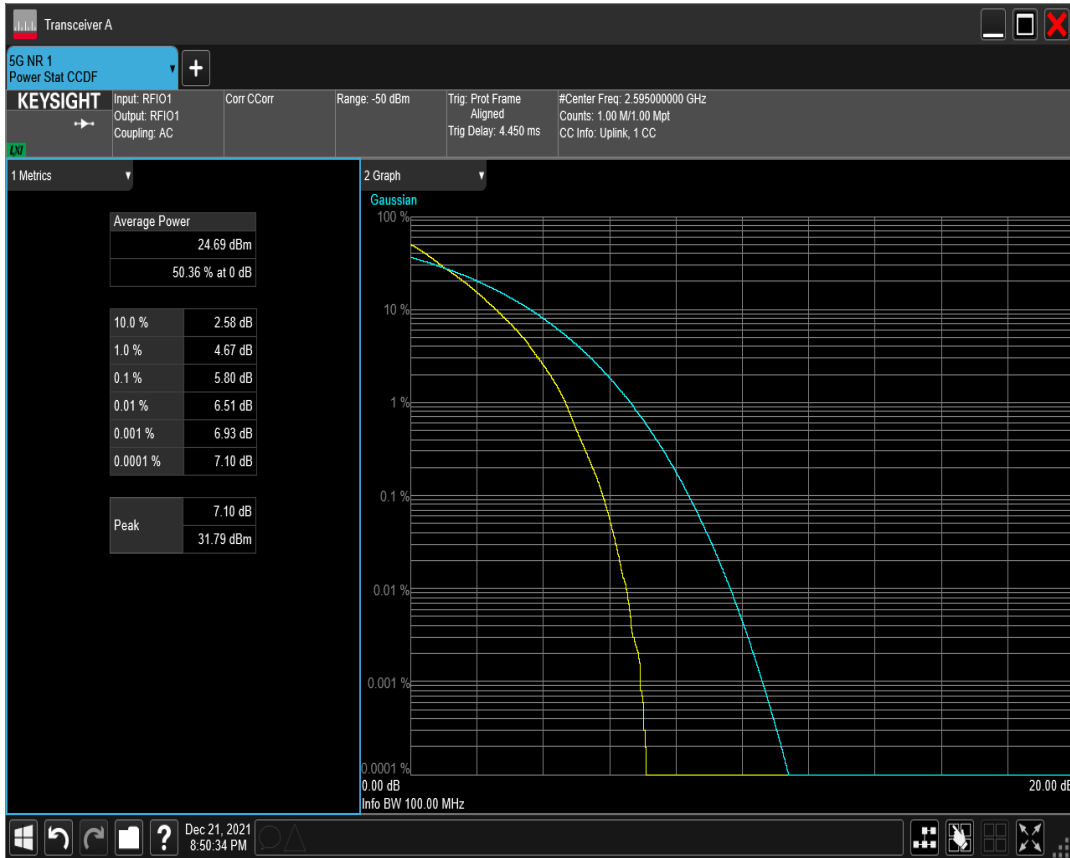 Transceiver A
5G NR 1
Power Stat CCDF
KEYSIGHT
LXI
Input: RFIO1
Output: RFIO1
Coupling: AC
Corr CCorr
Range: -50 dBm
Trig: Prot Frame
Aligned
Trig Delay: 4.450 ms
#Center Freq: 2.595000000 GHz
Counts: 1.00 M/1.00 Mpt
CC Info: Uplink, 1 CC
1 Metrics
Average Power
24.69 dBm
50.36 % at 0 dB
10.0 % 2.58 dB
1.0 % 4.67 dB
0.1 % 5.80 dB
0.01 % 6.51 dB
0.001 % 6.93 dB
0.0001 % 7.10 dB
Peak 7.10 dB
31.79 dBm
2 Graph
Gaussian
100 %
10 %
1 %
0.1 %
0.01 %
0.001 %
0.0001 %
0.00 dB 20.00 dB
Info BW 100.00 MHz
Dec 21, 2021
8:50:34 PM